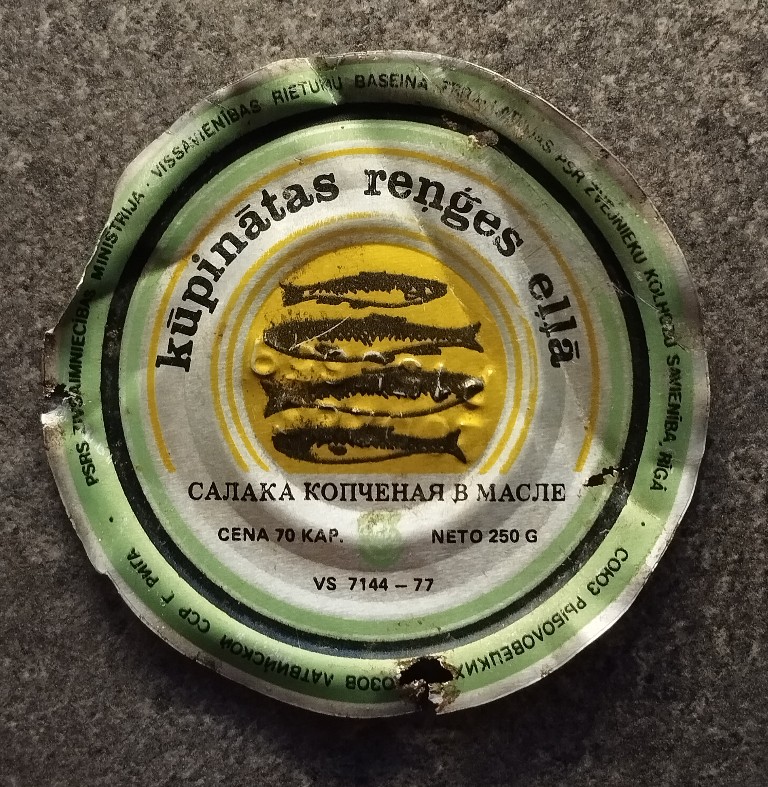 PSRS ZIVSAIMNIECĪBAS MINISTRIJA · VISSAVIENĪBAS RIETUMU BASEINA LATVIJAS PSR ZVEJNIEKU KOLHOZU SAVIENĪBA, RĪGĀ
kūpinātas reņģes eļļā
САЛАКА КОПЧЕНАЯ В МАСЛЕ
CENA 70 KAP. NETO 250 G
VS 7144 – 77
СОЮЗ РЫБОЛОВЕЦКИХ ОЗОВ ЛАТВИЙСКОЙ ССР Г. РИГА